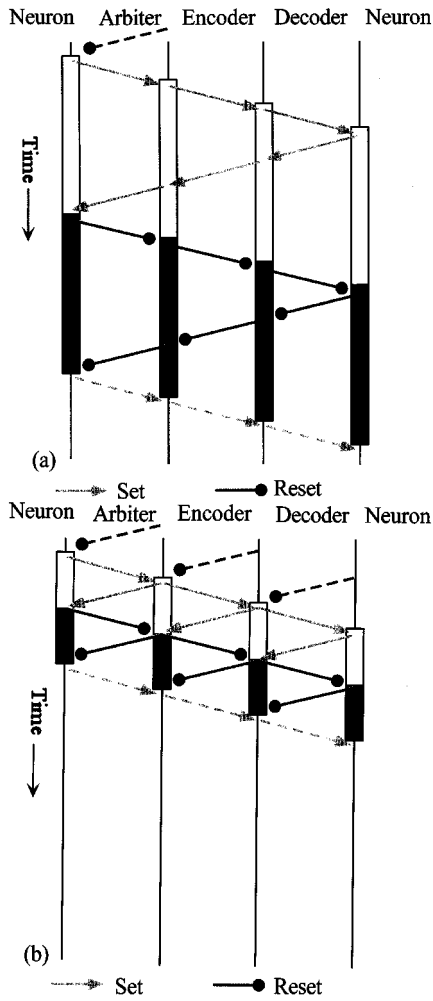 Neuron Arbiter Encoder Decoder Neuron
Time
(a)
Set Reset
Neuron Arbiter Encoder Decoder Neuron
Time
(b)
Set Reset